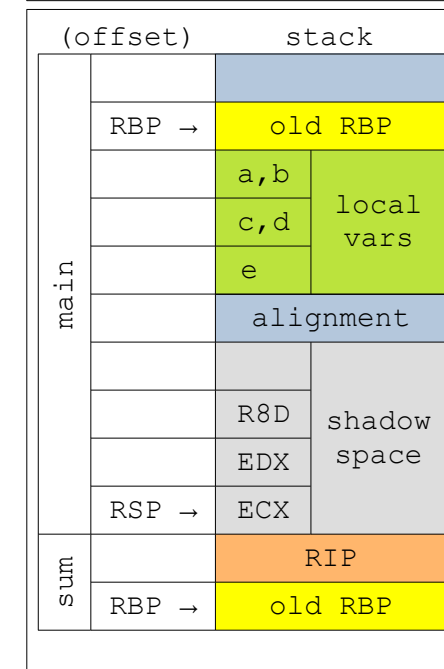 (offset) stack
main
RBP → old RBP
a,b
local
vars
c,d
e
alignment
shadow
space
R8D
EDX
RSP → ECX
sum
RIP
RBP → old RBP